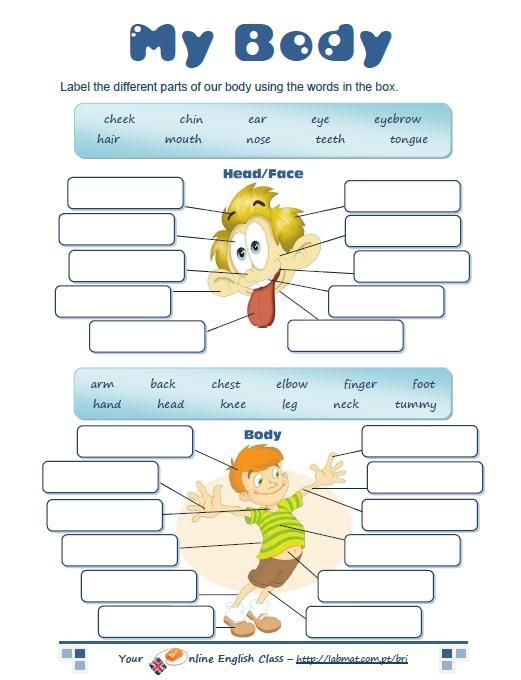 My Body
Label the different parts of our body using the words in the box.
cheek chin ear eye eyebrow
hair mouth nose teeth tongue
Head/Face
arm back chest elbow finger foot
hand head knee leg neck tummy
Body
Your nline English Class – http://labmat.com.pt/bri